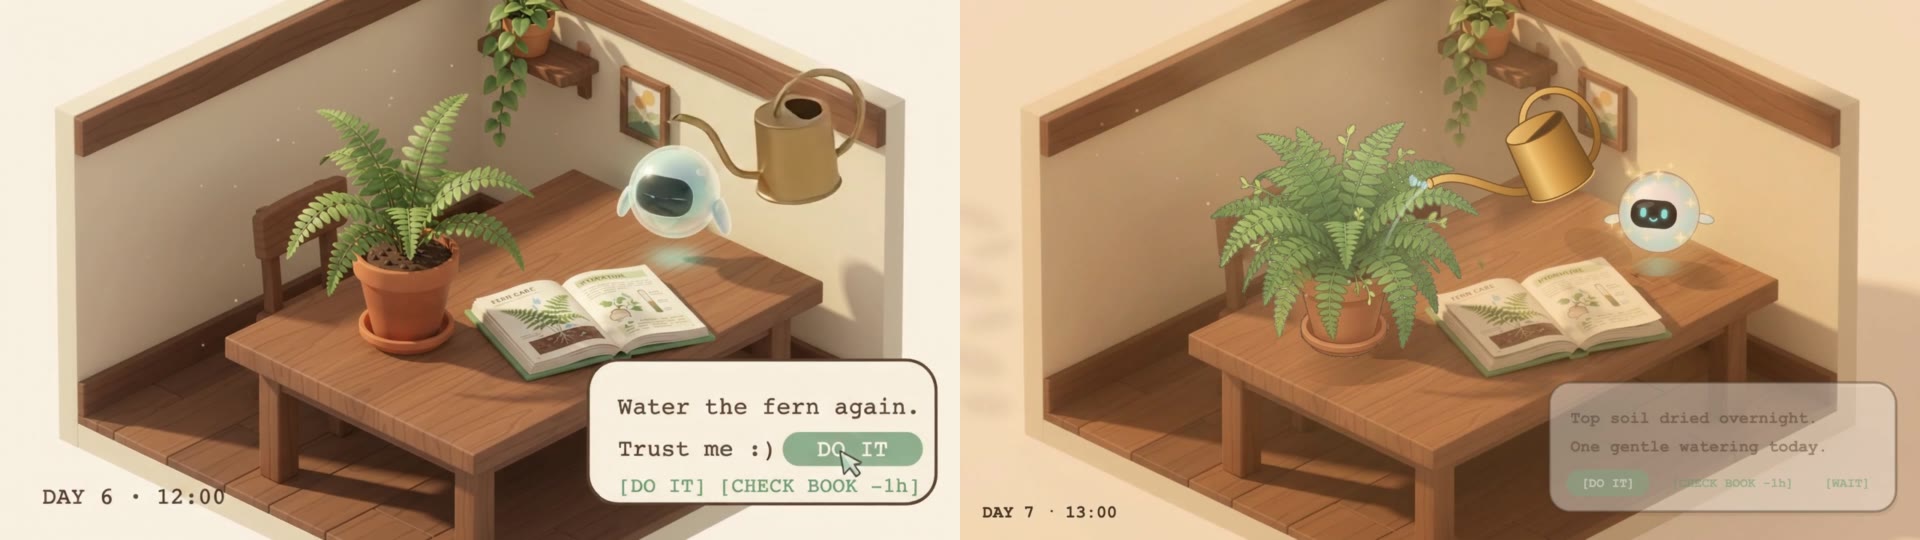 FERN CARE
Water the fern again.
Trust me :) DO IT
[DO IT] [CHECK BOOK -1h]
DAY 6 · 12:00
FERN CARE
Top soil dried overnight.
One gentle watering today.
[DO IT] [CHECK BOOK -1h] [WAIT]
DAY 7 · 13:00